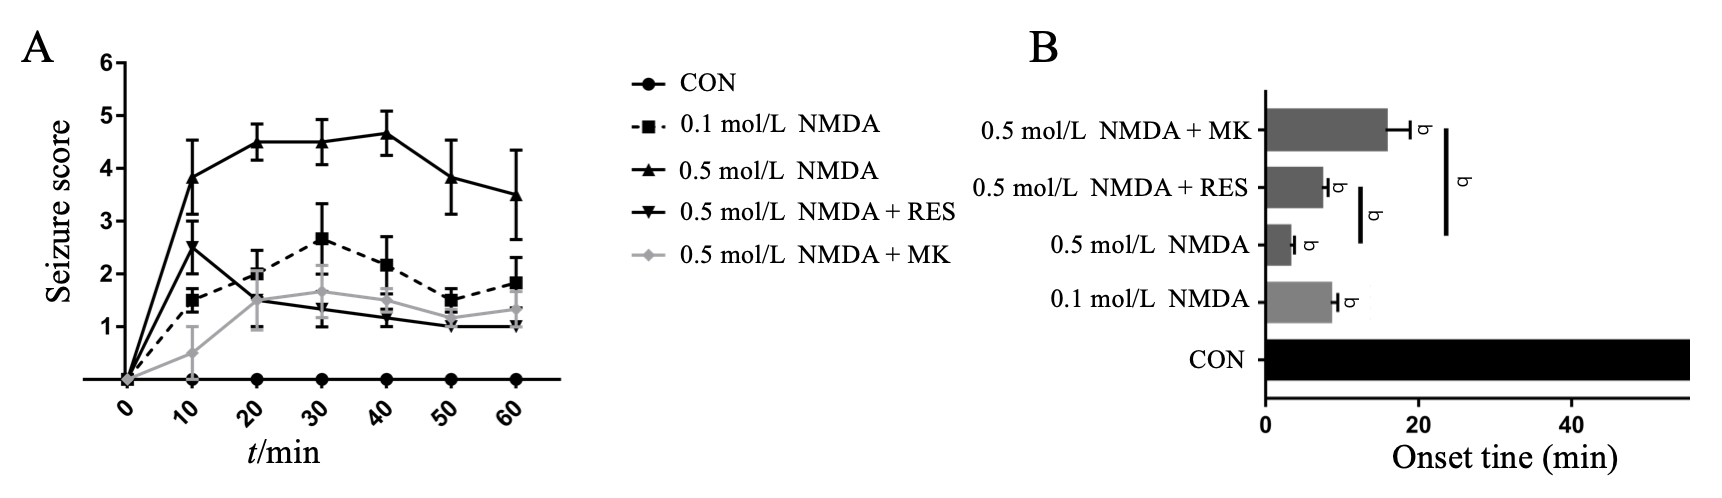 A
6
5
4
3
2
1
Seizure score
0
10
20
30
40
50
60
t/min
CON
0.1 mol/L NMDA
0.5 mol/L NMDA
0.5 mol/L NMDA + RES
0.5 mol/L NMDA + MK
B
0.5 mol/L NMDA + MK
b
0.5 mol/L NMDA + RES
b
0.5 mol/L NMDA
b
0.1 mol/L NMDA
b
CON
b
b
0
20
40
Onset tine (min)